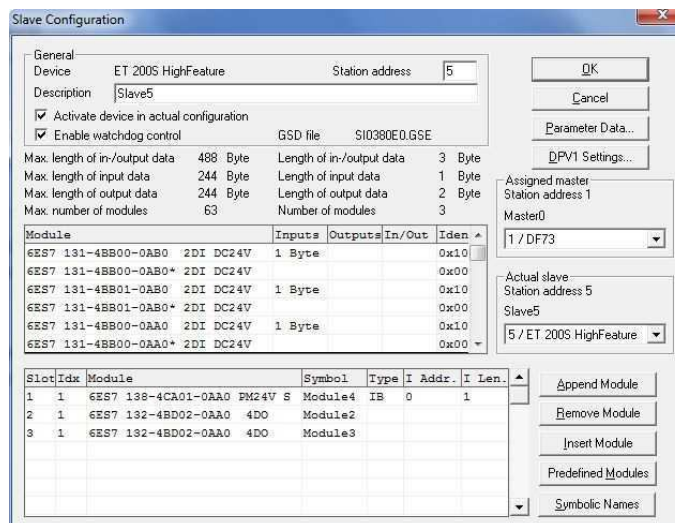 Slave Configuration
General
Device ET 200S HighFeature Station address 5
Description Slave5
Activate device in actual configuration
Enable watchdog control GSD file SI0380E0.GSE
Max. length of in-/output data 488 Byte Length of in-/output data 3 Byte
Max. length of input data 244 Byte Length of input data 1 Byte
Max. length of output data 244 Byte Length of output data 2 Byte
Max. number of modules 63 Number of modules 3
OK
Cancel
Parameter Data...
DPV1 Settings...
Assigned master
Station address 1
Master0
1 / DF73
Actual slave
Station address 5
Slave5
5 / ET 200S HighFeature
Module Inputs Outputs In/Out Iden
6ES7 131-4BB00-0AB0 2DI DC24V 1 Byte 0x10
6ES7 131-4BB00-0AB0* 2DI DC24V 0x00
6ES7 131-4BB01-0AB0 2DI DC24V 1 Byte 0x10
6ES7 131-4BB01-0AB0* 2DI DC24V 0x00
6ES7 131-4BB00-0AA0 2DI DC24V 1 Byte 0x10
6ES7 131-4BB00-0AA0* 2DI DC24V 0x00
Slot Idx Module Symbol Type I Addr. I Len.
1 1 6ES7 138-4CA01-0AA0 PM24V S Module4 IB 0 1
2 1 6ES7 132-4BD02-0AA0 4DO Module2
3 1 6ES7 132-4BD02-0AA0 4DO Module3
Append Module
Remove Module
Insert Module
Predefined Modules
Symbolic Names